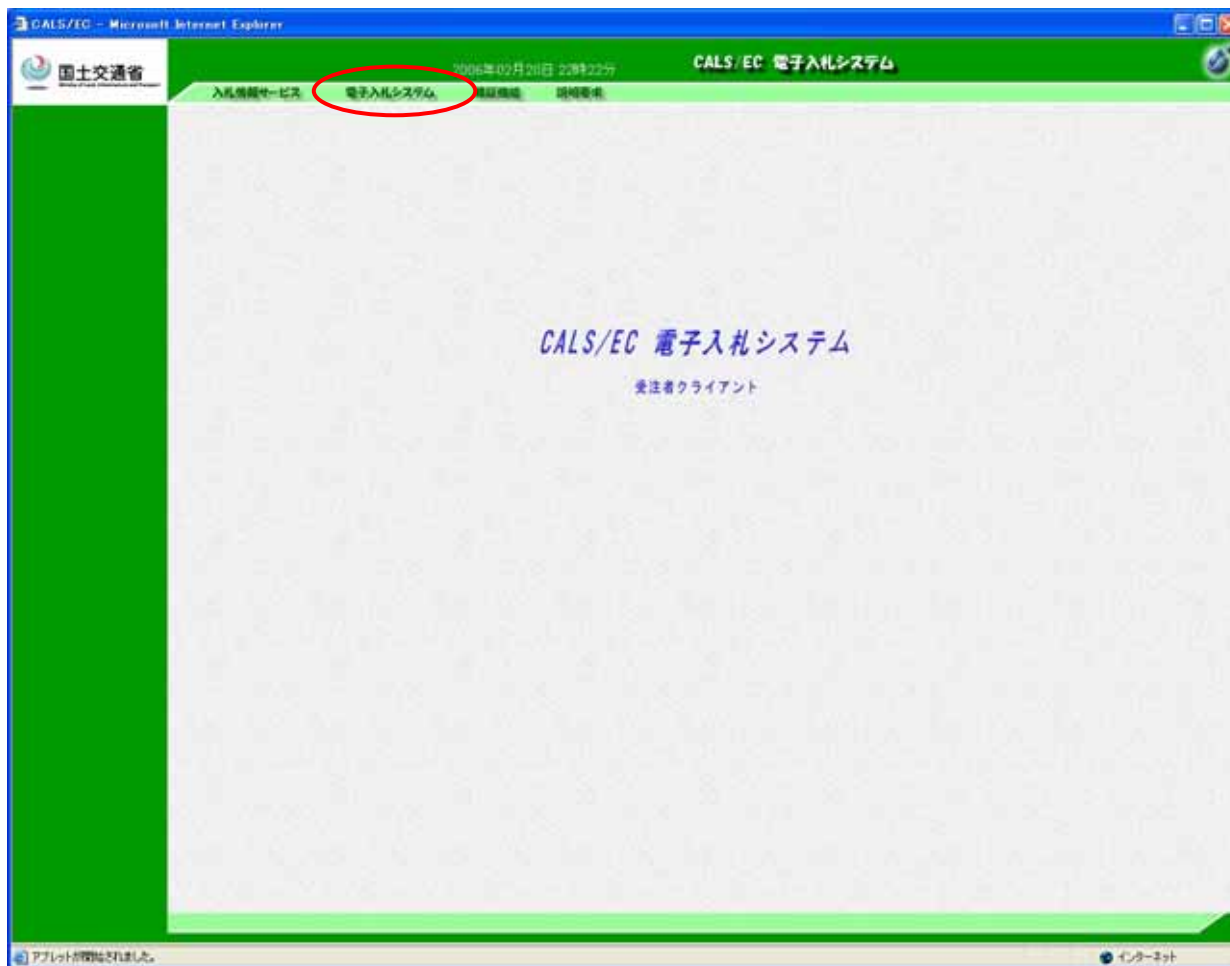 CALS/EC - Microsoft Internet Explorer
国土交通省
2006年02月20日 22時22分
CALS/EC 電子入札システム
入札情報サービス 電子入札システム 検証機能 説明要求
CALS/EC 電子入札システム
受注者クライアント
アプレットが開始されました。
インターネット